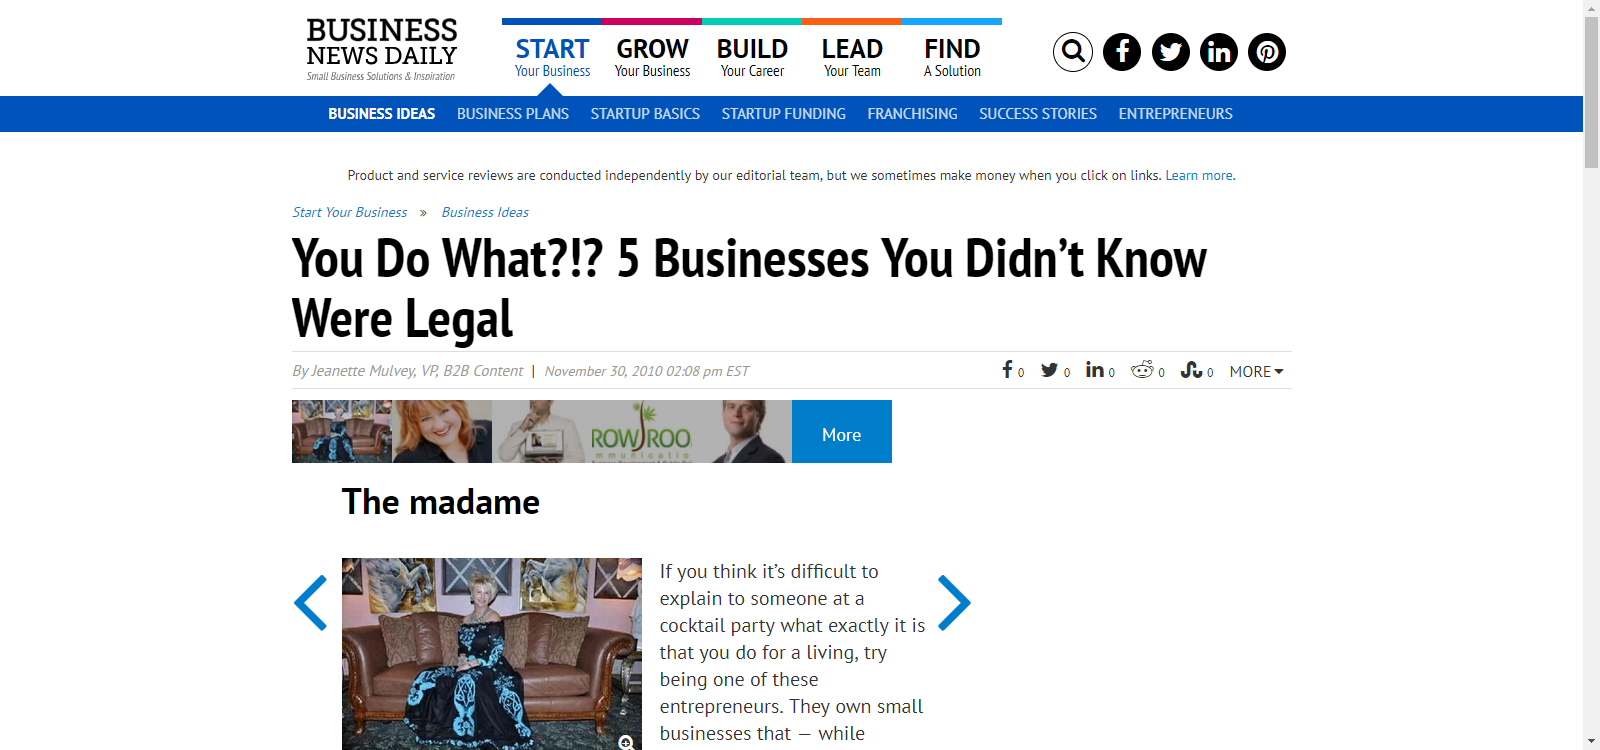 BUSINESS
NEWS DAILY
Small Business Solutions & Inspiration
START
Your Business
GROW
Your Business
BUILD
Your Career
LEAD
Your Team
FIND
A Solution
BUSINESS IDEAS BUSINESS PLANS STARTUP BASICS STARTUP FUNDING FRANCHISING SUCCESS STORIES ENTREPRENEURS
Product and service reviews are conducted independently by our editorial team, but we sometimes make money when you click on links. Learn more.
Start Your Business » Business Ideas
You Do What?!? 5 Businesses You Didn’t Know
Were Legal
By Jeanette Mulvey, VP, B2B Content | November 30, 2010 02:08 pm EST
0 0 0 0 0 MORE
ROW ROO
mmunicatio
More
The madame
If you think it’s difficult to
explain to someone at a
cocktail party what exactly it is
that you do for a living, try
being one of these
entrepreneurs. They own small
businesses that — while